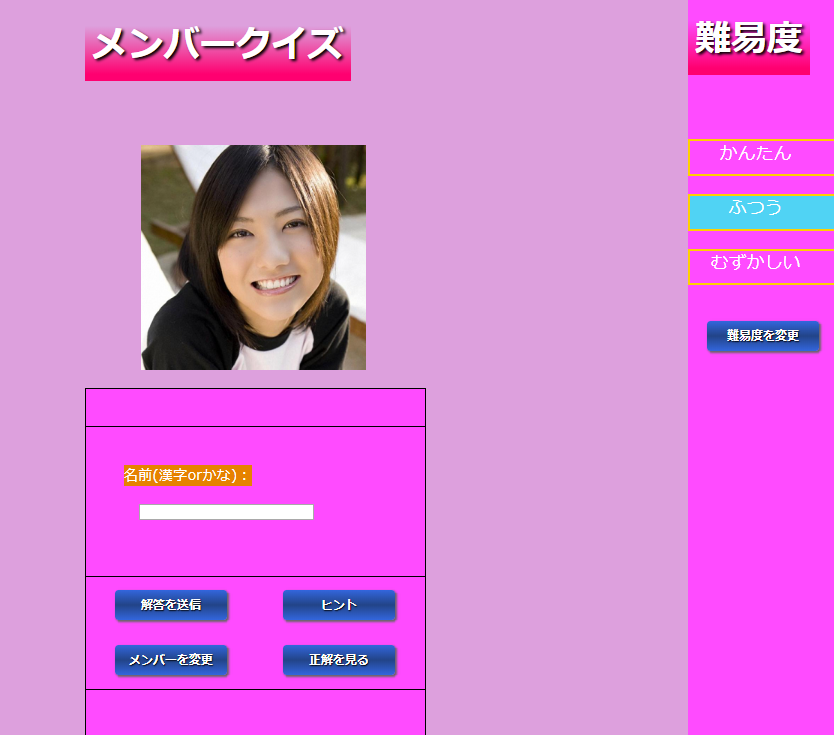 メンバークイズ
難易度
かんたん
ふつう
むずかしい
難易度を変更
名前(漢字orかな)：
解答を送信
ヒント
メンバーを変更
正解を見る